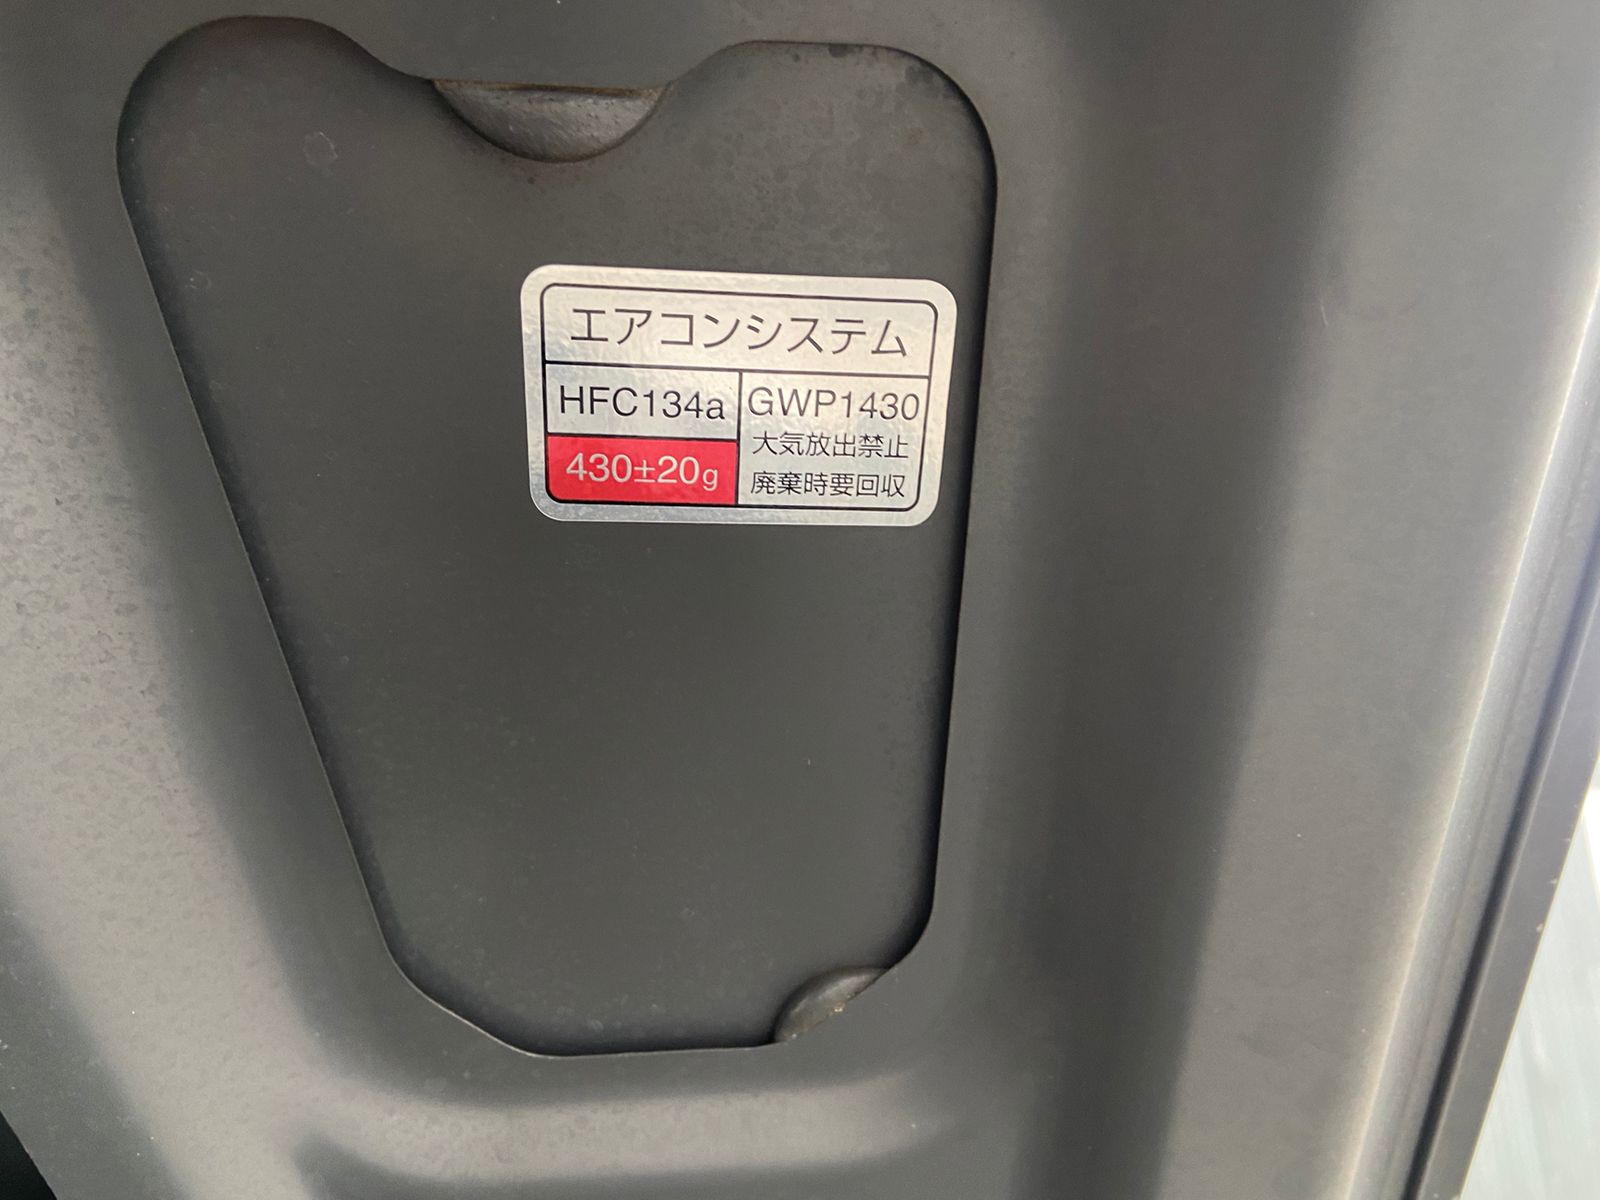 エアコンシステム
HFC134a
430±20g
GWP1430
大気放出禁止
廃棄時要回収